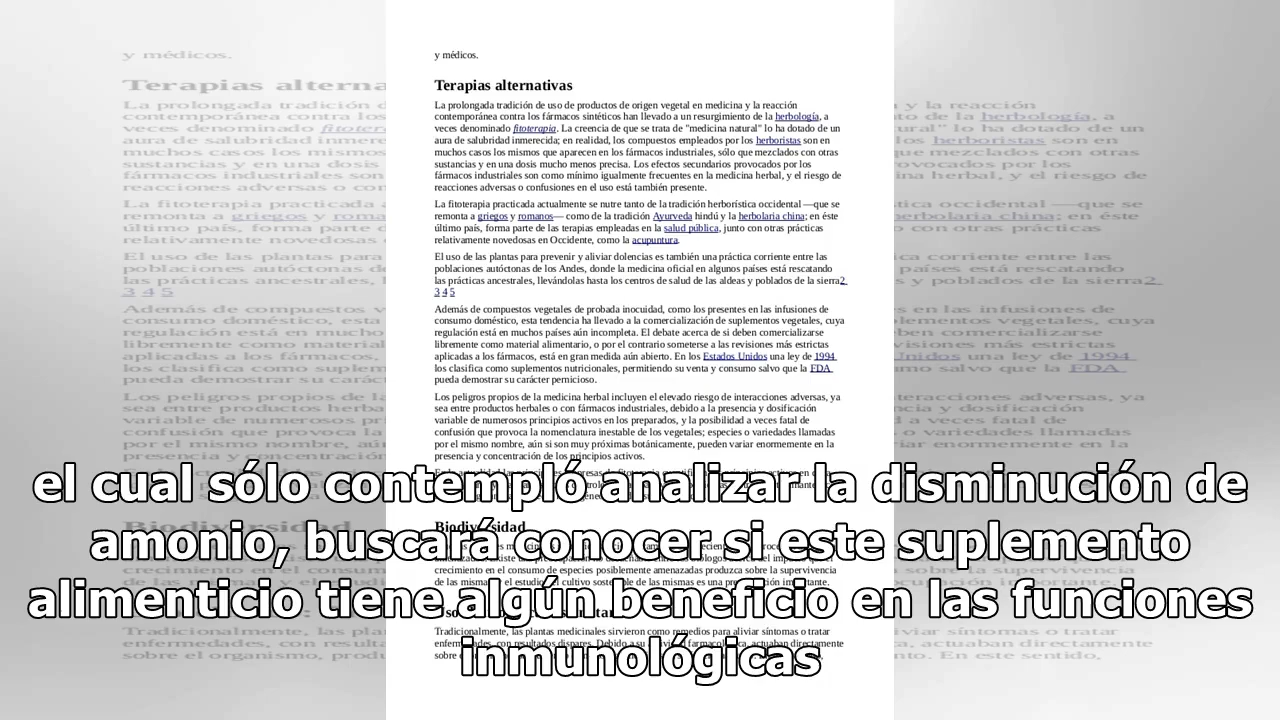 y médicos.
Terapias alternativas
La prolongada tradición de uso de productos de origen vegetal en medicina y la reacción
contemporánea contra los fármacos sintéticos han llevado a un resurgimiento de la herbología, a
veces denominado fitoterapia. La creencia de que se trata de "medicina natural" lo ha dotado de un
aura de salubridad inmerecida; en realidad, los compuestos empleados por los herboristas son en
muchos casos los mismos que aparecen en los fármacos industriales, sólo que mezclados con otras
sustancias y en una dosis mucho menos precisa. Los efectos secundarios provocados por los
fármacos industriales son como mínimo igualmente frecuentes en la medicina herbal, y el riesgo de
reacciones adversas o confusiones en el uso está también presente.
La fitoterapia practicada actualmente se nutre tanto de la tradición herborística occidental —que se
remonta a griegos y romanos— como de la tradición Ayurveda hindú y la herbolaria china; en éste
último país, forma parte de las terapias empleadas en la salud pública, junto con otras prácticas
relativamente novedosas en Occidente, como la acupuntura.
El uso de las plantas para prevenir y aliviar dolencias es también una práctica corriente entre las
poblaciones autóctonas de los Andes, donde la medicina oficial en algunos países está rescatando
las prácticas ancestrales, llevándolas hasta los centros de salud de las aldeas y poblados de la sierra2
3 4 5
Además de compuestos vegetales de probada inocuidad, como los presentes en las infusiones de
consumo doméstico, esta tendencia ha llevado a la comercialización de suplementos vegetales, cuya
regulación está en muchos países aún incompleta. El debate acerca de si deben comercializarse
libremente como material alimentario, o por el contrario someterse a las revisiones más estrictas
aplicadas a los fármacos, está en gran medida aún abierto. En los Estados Unidos una ley de 1994
los clasifica como suplementos nutricionales, permitiendo su venta y consumo salvo que la FDA
pueda demostrar su carácter pernicioso.
Los peligros propios de la medicina herbal incluyen el elevado riesgo de interacciones adversas, ya
sea entre productos herbales o con fármacos industriales, debido a la presencia y dosificación
variable de numerosos principios activos en los preparados, y la posibilidad a veces fatal de
confusión que provoca la nomenclatura inestable de los vegetales; especies o variedades llamadas
por el mismo nombre, aún si son muy próximas botánicamente, pueden variar enormemente en la
presencia y concentración de los principios activos.
el cual sólo contempló analizar la disminución de
Biodiversidad
amonio, buscará conocer si este suplemento
alimenticio tiene algún beneficio en las funciones
Tradicionalmente, las plantas medicinales sirvieron como remedios para aliviar síntomas o tratar
inmunológicas